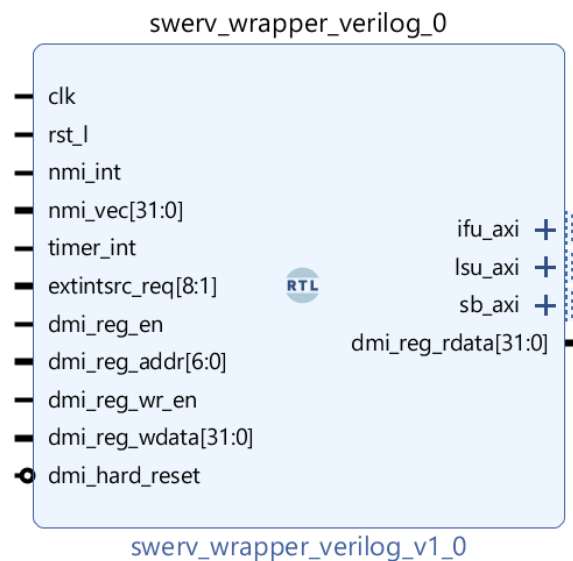 swerv_wrapper_verilog_0
clk
rst_l
nmi_int
nmi_vec[31:0]
timer_int
extintsrc_req[8:1]
dmi_reg_en
dmi_reg_addr[6:0]
dmi_reg_wr_en
dmi_reg_wdata[31:0]
dmi_hard_reset
RTL
ifu_axi
lsu_axi
sb_axi
dmi_reg_rdata[31:0]
swerv_wrapper_verilog_v1_0